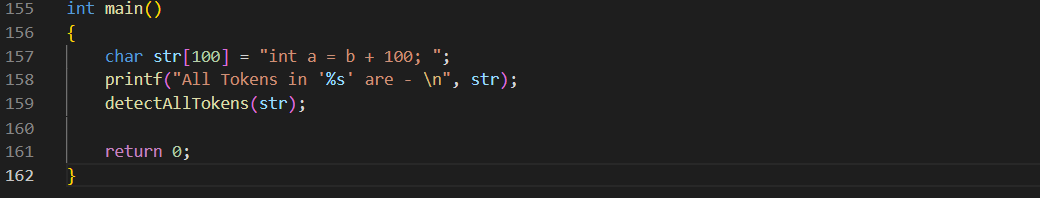 155 int main()
156 {
157 char str[100] = "int a = b + 100; ";
158 printf("All Tokens in '%s' are - \n", str);
159 detectAllTokens(str);
160
161 return 0;
162 }